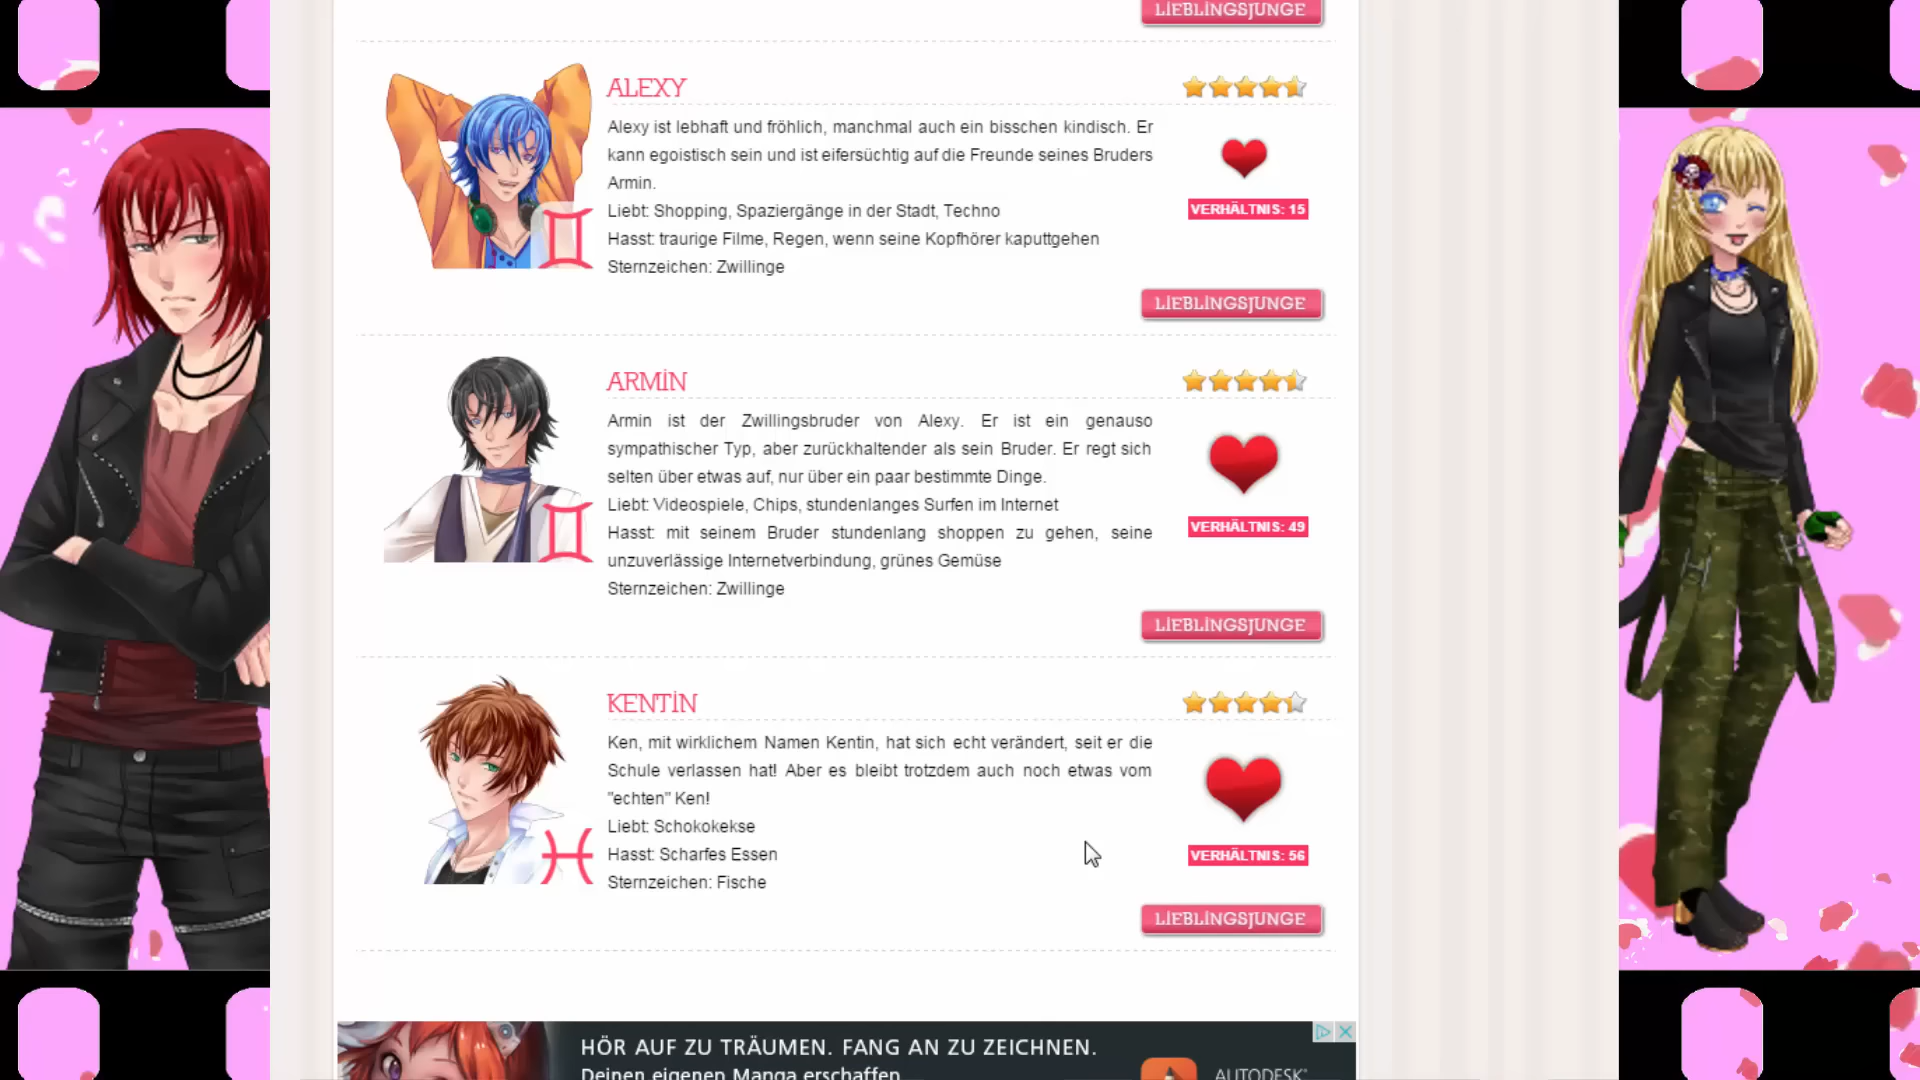 LIEBLINGSJUNGE
ALEXY
Alexy ist lebhaft und fröhlich, manchmal auch ein bisschen kindisch. Er
kann egoistisch sein und ist eifersüchtig auf die Freunde seines Bruders
Armin.
Liebt: Shopping, Spaziergänge in der Stadt, Techno
Hasst: traurige Filme, Regen, wenn seine Kopfhörer kaputtgehen
Sternzeichen: Zwillinge
VERHÄLTNIS: 15
LIEBLINGSJUNGE
ARMIN
Armin ist der Zwillingsbruder von Alexy. Er ist ein genauso
sympathischer Typ, aber zurückhaltender als sein Bruder. Er regt sich
selten über etwas auf, nur über ein paar bestimmte Dinge.
Liebt: Videospiele, Chips, stundenlanges Surfen im Internet
Hasst: mit seinem Bruder stundenlang shoppen zu gehen, seine
unzuverlässige Internetverbindung, grünes Gemüse
Sternzeichen: Zwillinge
VERHÄLTNIS: 49
LIEBLINGSJUNGE
KENTIN
Ken, mit wirklichem Namen Kentin, hat sich echt verändert, seit er die
Schule verlassen hat! Aber es bleibt trotzdem auch noch etwas vom
"echten" Ken!
Liebt: Schokokekse
Hasst: Scharfes Essen
Sternzeichen: Fische
VERHÄLTNIS: 56
LIEBLINGSJUNGE
HÖR AUF ZU TRÄUMEN. FANG AN ZU ZEICHNEN.
Deinen eigenen Manga erschaffen
AUTODESK®